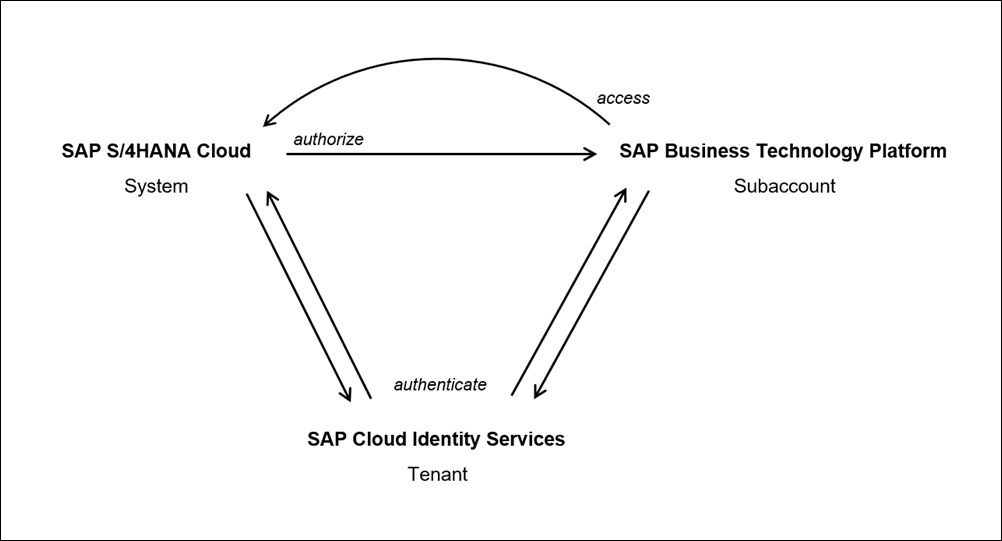 access
authorize
SAP S/4HANA Cloud
System
SAP Business Technology Platform
Subaccount
authenticate
SAP Cloud Identity Services
Tenant